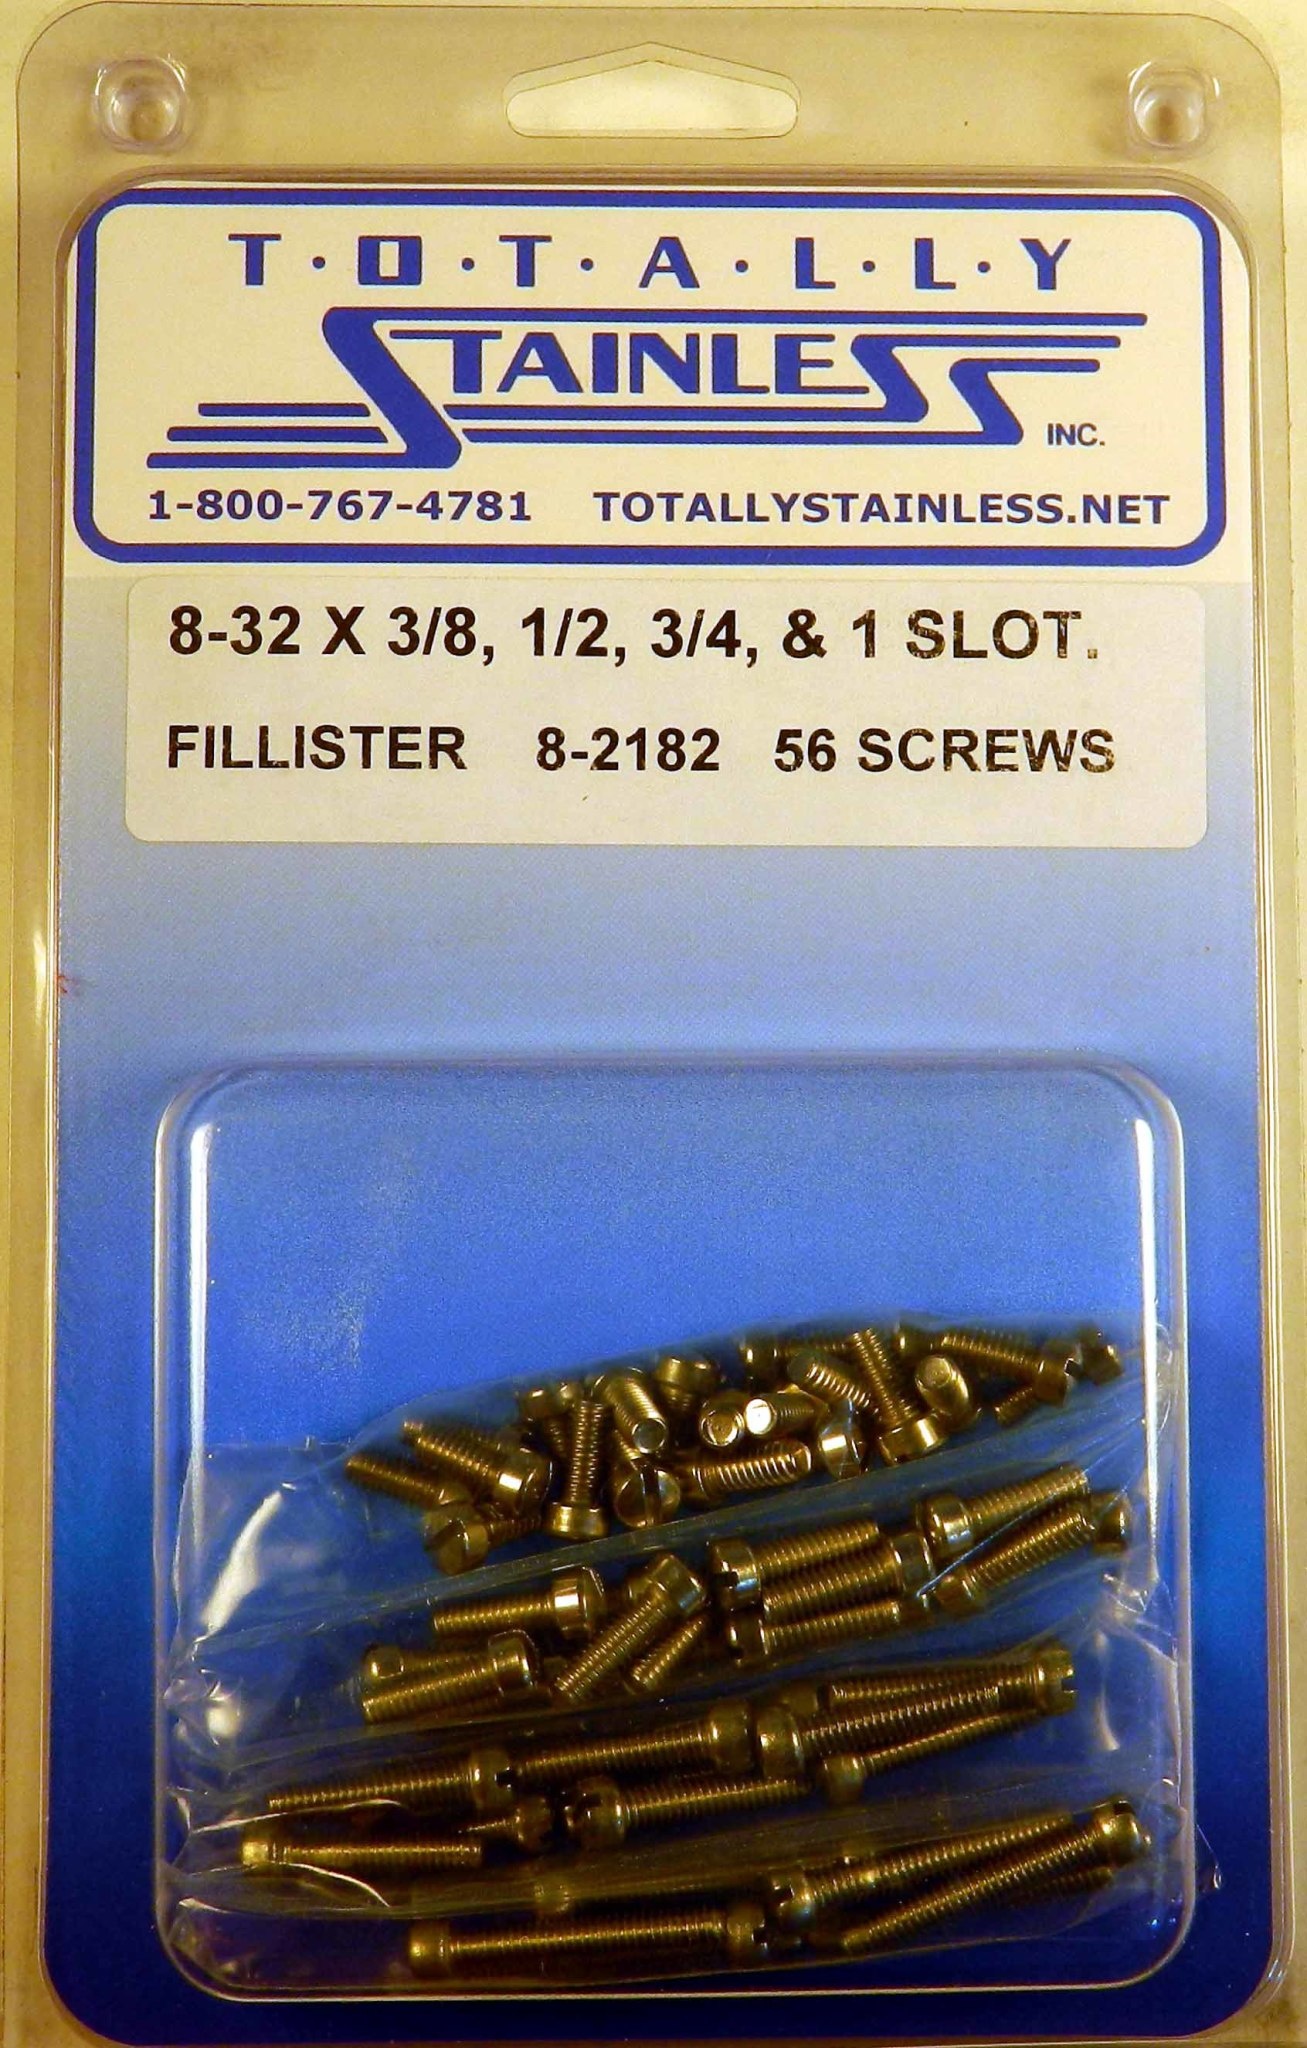 T·O·T·A·L·L·Y
STAINLESS
INC.
1-800-767-4781 TOTALLYSTAINLESS.NET
8-32 X 3/8, 1/2, 3/4, & 1 SLOT.
FILLISTER 8-2182 56 SCREWS